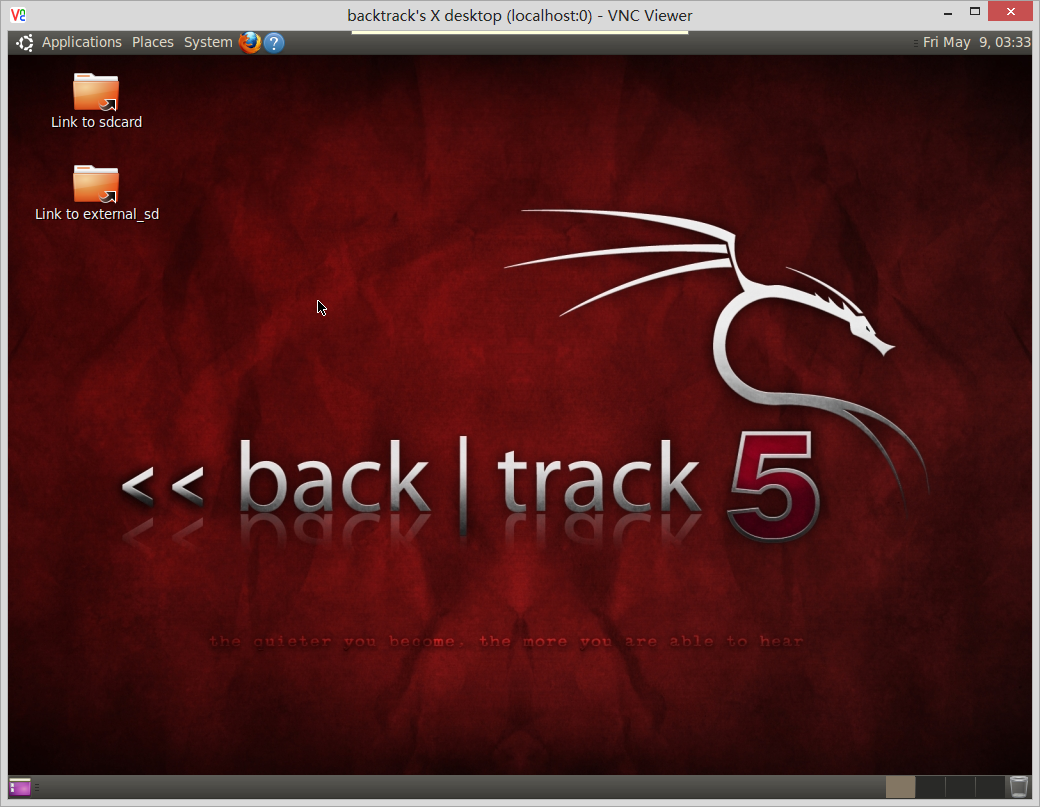 backtrack's X desktop (localhost:0) - VNC Viewer
Applications Places System ? Fri May 9, 03:33
Link to sdcard
Link to external_sd
<< back | track 5
the quieter you become, the more you are able to hear